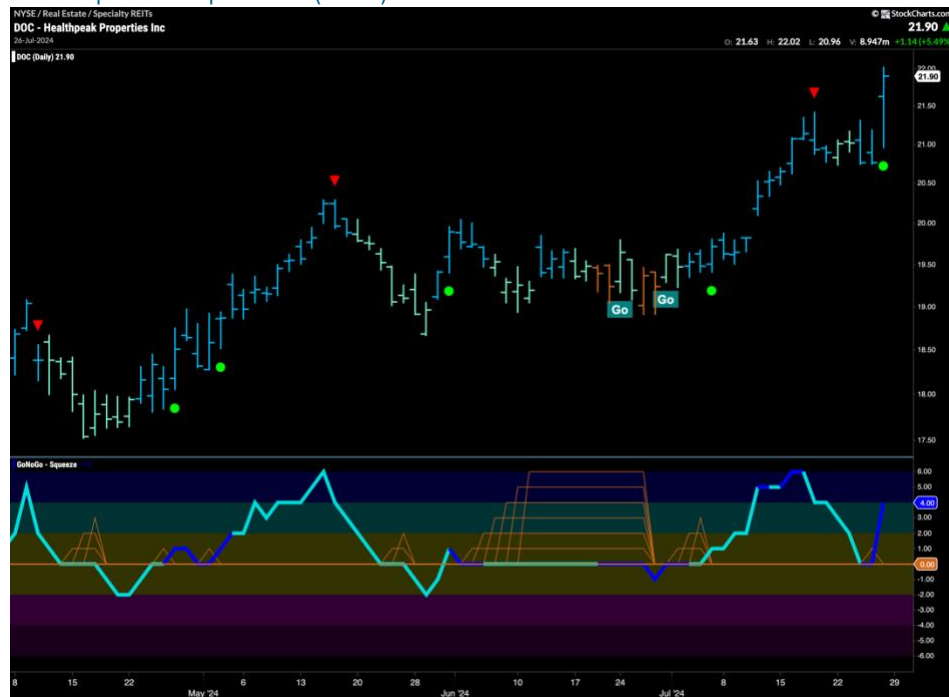 NYSE / Real Estate / Specialty REITs
© StockCharts.com
DOC - Healthpeak Properties Inc
21.90
26-Jul-2024
O: 21.63 H: 22.02 L: 20.96 V: 8.947m +1.14 (+5.49%)
DOC (Daily) 21.90
22.00
21.90
21.50
21.00
20.50
20.00
19.50
Go
Go
19.00
18.50
18.00
17.50
GoNoGo - Squeeze
6.00
5.00
4.00
3.00
2.00
1.00
0.00
-1.00
-2.00
-3.00
-4.00
-5.00
-6.00
8 15 22 May '24 6 13 20 28 Jun '24 10 17 24 Jul '24 8 15 22 29